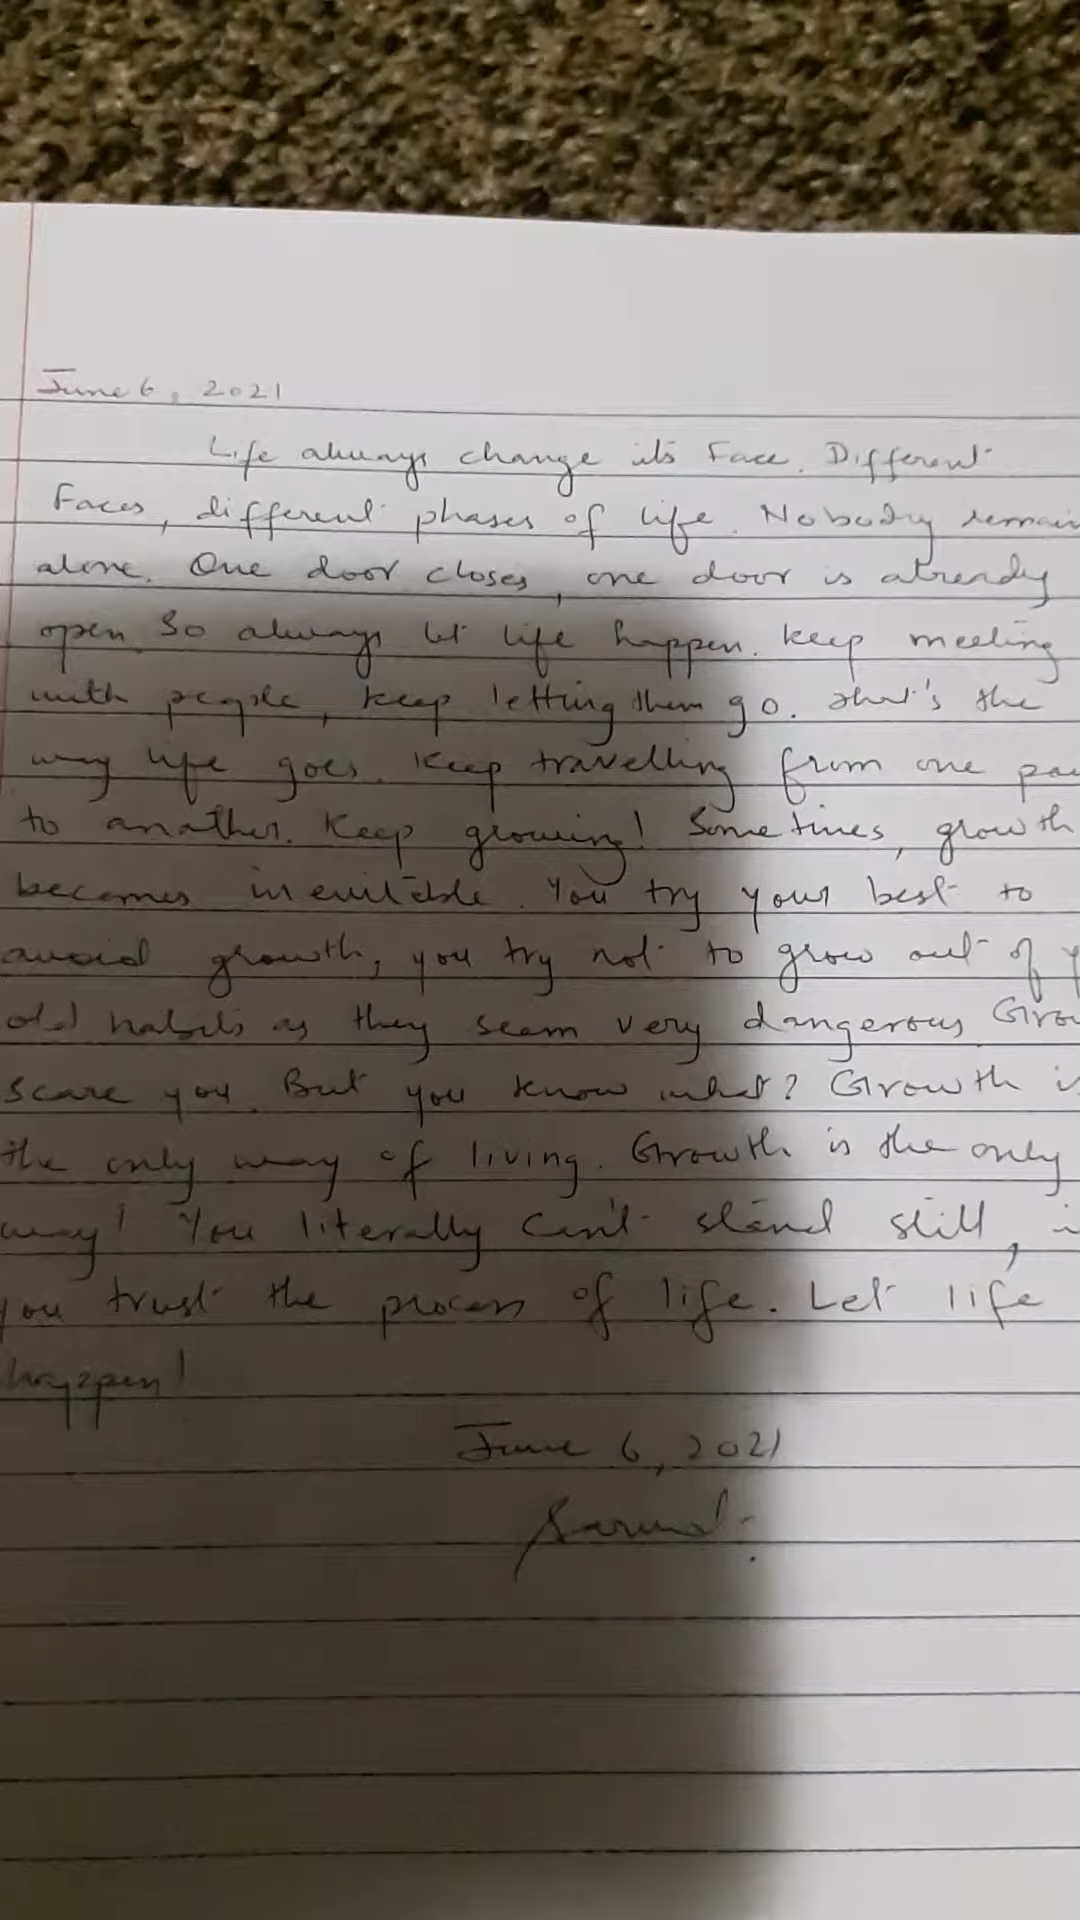 June 6, 2021
Life always change its Face. Different
Faces, different phases of life. Nobody remain
alone. One door closes, one door is already
open. So always let life happen. Keep meeting
with people, keep letting them go. that's the
way life goes. Keep travelling from one
to another. Keep growing! Sometimes, growth
becomes inevitable. You try your best to
avoid growth, you try not to grow out of
old habits as they seem very dangerous.
scare you. But you know what? Growth is
the only way of living. Growth is the only
way! You literally can't stand still,
you trust the process of life. Let life
happen!
June 6, 2021